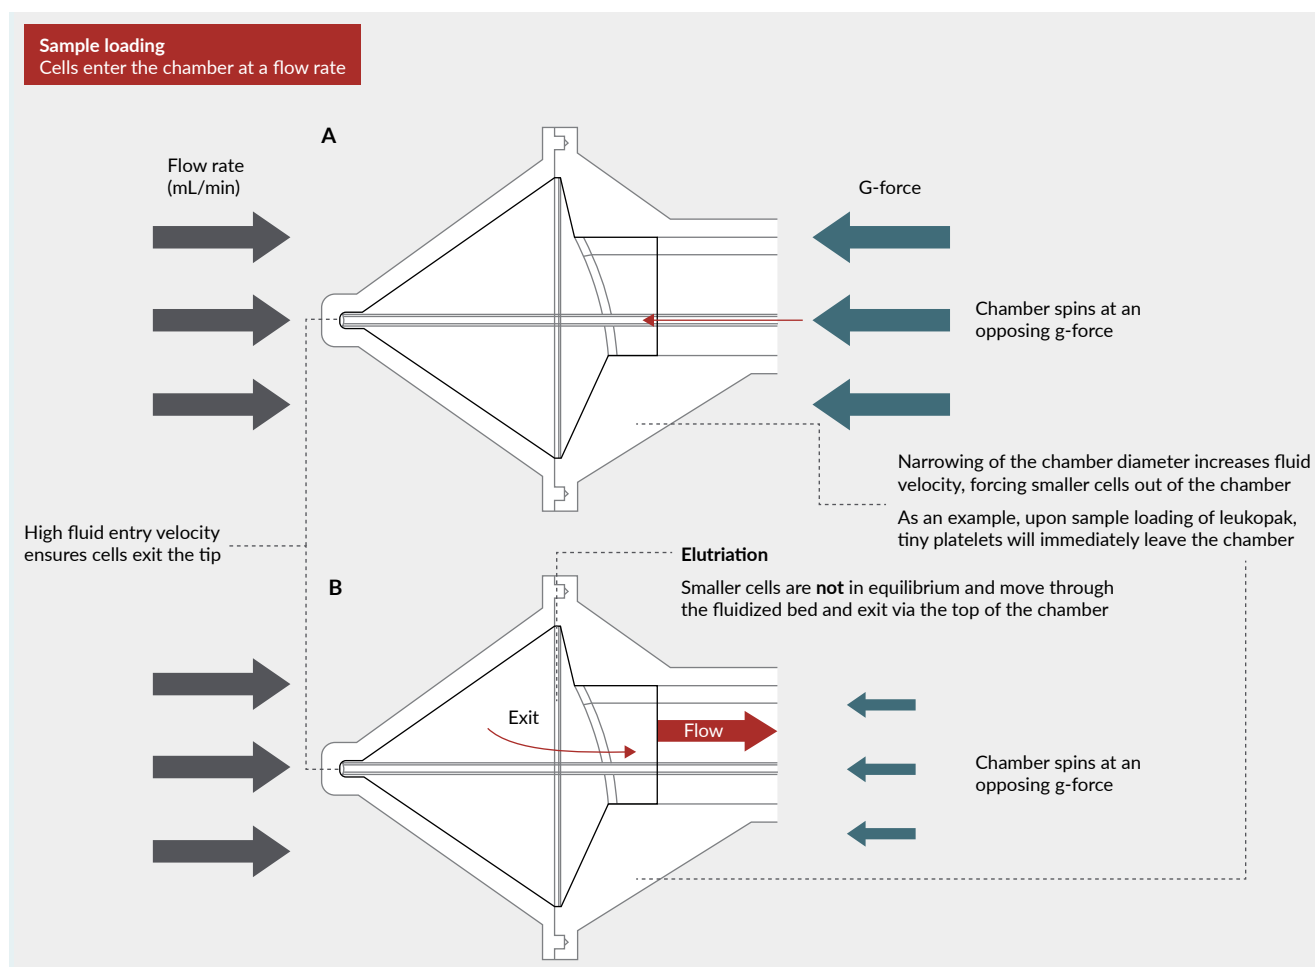 Sample loading
Cells enter the chamber at a flow rate
A
Flow rate
(mL/min)
G-force
Chamber spins at an
opposing g-force
Narrowing of the chamber diameter increases fluid
velocity, forcing smaller cells out of the chamber
As an example, upon sample loading of leukopak,
tiny platelets will immediately leave the chamber
High fluid entry velocity
ensures cells exit the tip
B
Elutriation
Smaller cells are not in equilibrium and move through
the fluidized bed and exit via the top of the chamber
Exit
Flow
Chamber spins at an
opposing g-force